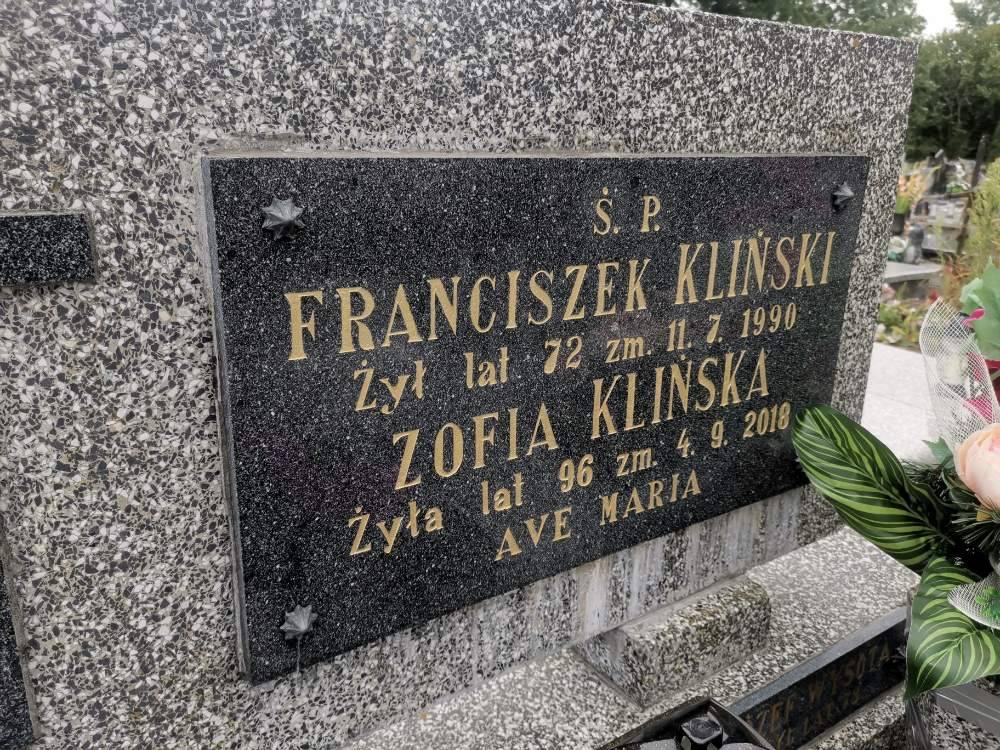 Ś. P.
FRANCISZEK KLIŃSKI
Żył lat 72 zm. 11. 7. 1990
ZOFIA KLIŃSKA
Żyła lat 96 zm. 4. 9. 2018
AVE MARIA